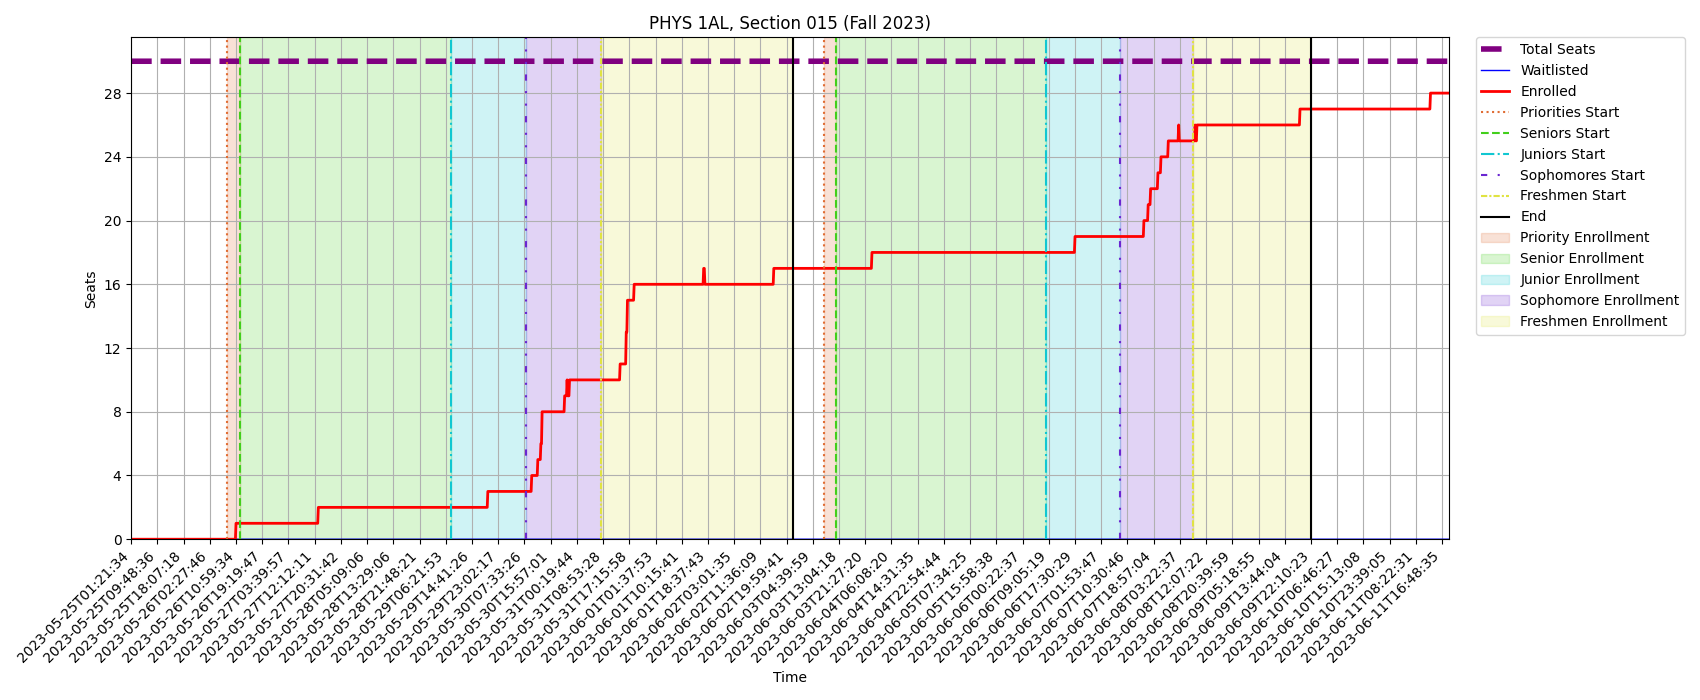 PHYS 1AL, Section 015 (Fall 2023)
Seats
28
24
20
16
12
8
4
0
2023-05-25T01:21:34
2023-05-25T09:48:36
2023-05-25T18:07:18
2023-05-26T02:27:46
2023-05-26T10:59:34
2023-05-26T19:19:47
2023-05-27T03:39:57
2023-05-27T12:12:11
2023-05-27T20:31:42
2023-05-28T05:09:06
2023-05-28T13:29:06
2023-05-28T21:48:21
2023-05-29T06:21:53
2023-05-29T14:41:26
2023-05-29T23:02:17
2023-05-30T07:33:26
2023-05-30T15:57:01
2023-05-31T00:19:44
2023-05-31T08:53:28
2023-05-31T17:15:58
2023-06-01T01:37:53
2023-06-01T10:15:41
2023-06-01T18:37:43
2023-06-02T03:01:35
2023-06-02T11:36:09
2023-06-02T19:59:41
2023-06-03T04:39:59
2023-06-03T13:04:18
2023-06-03T21:27:20
2023-06-04T06:08:20
2023-06-04T14:31:35
2023-06-04T22:54:44
2023-06-05T07:34:25
2023-06-05T15:58:38
2023-06-06T00:22:37
2023-06-06T09:05:19
2023-06-06T17:30:29
2023-06-07T01:53:47
2023-06-07T10:30:46
2023-06-07T18:57:04
2023-06-08T03:22:37
2023-06-08T12:07:22
2023-06-08T20:39:59
2023-06-09T05:18:55
2023-06-09T13:44:04
2023-06-09T22:10:23
2023-06-10T06:46:27
2023-06-10T15:13:08
2023-06-10T23:39:05
2023-06-11T08:22:31
2023-06-11T16:48:35
Time
Total Seats
Waitlisted
Enrolled
Priorities Start
Seniors Start
Juniors Start
Sophomores Start
Freshmen Start
End
Priority Enrollment
Senior Enrollment
Junior Enrollment
Sophomore Enrollment
Freshmen Enrollment